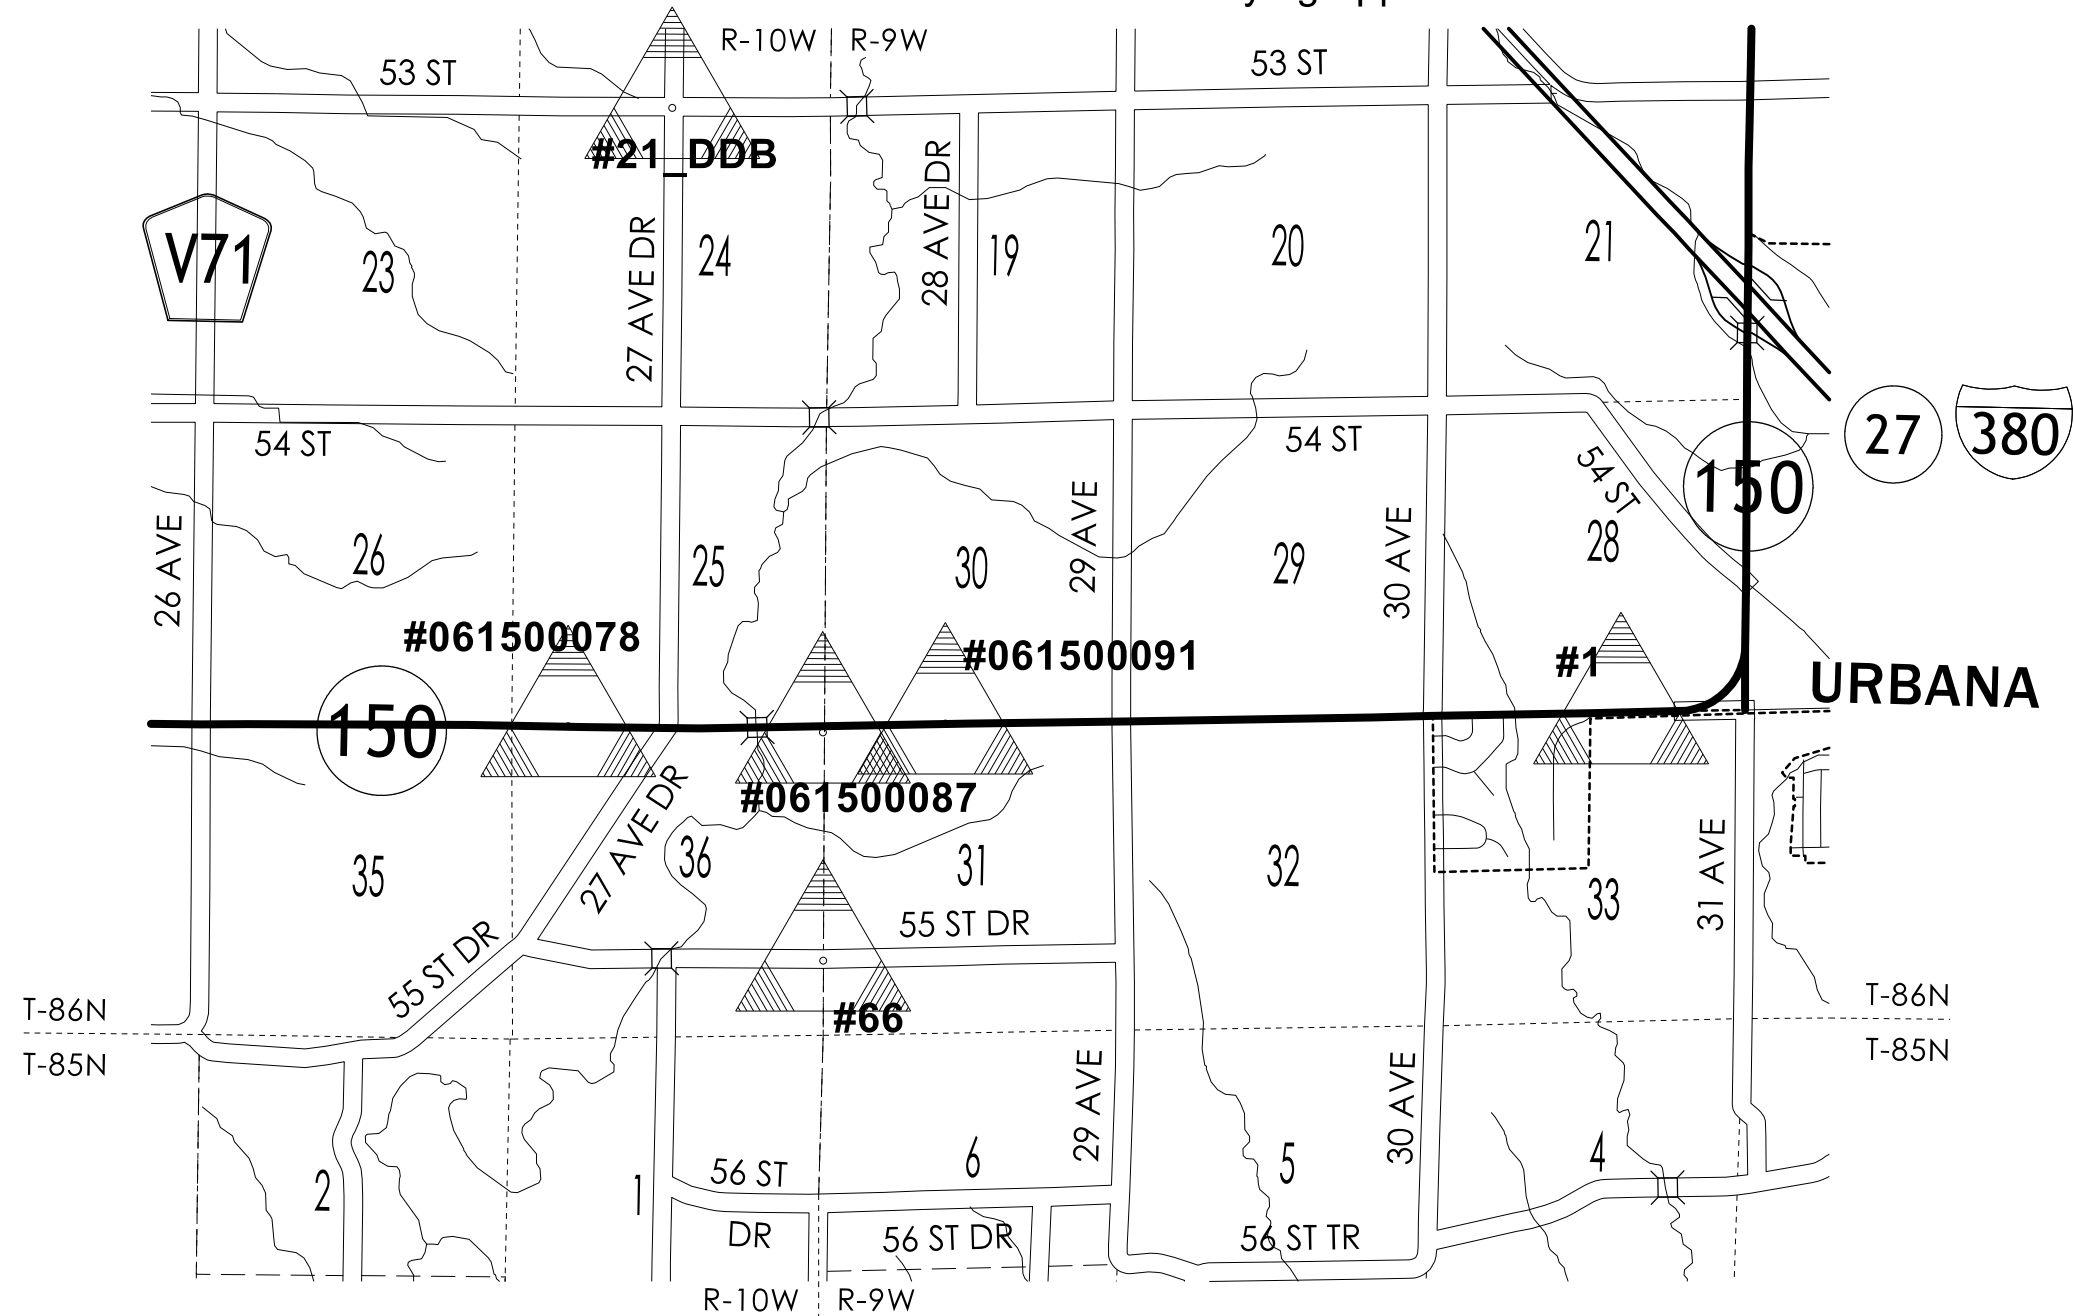 R-10W
R-9W
53 ST
53 ST
#21_DDB
V71
23
27 AVE DR
24
28 AVE DR
19
20
21
27
380
150
54 ST
54 ST
54 ST
26 AVE
26
25
30
29 AVE
29
30 AVE
28
#061500078
#061500091
#1
URBANA
150
#061500087
27 AVE DR
35
36
31
32
33
31 AVE
55 ST DR
55 ST DR
#66
T-86N
T-86N
T-85N
T-85N
29 AVE
30 AVE
2
1
56 ST
DR
6
5
4
56 ST DR
56 ST TR
R-10W
R-9W